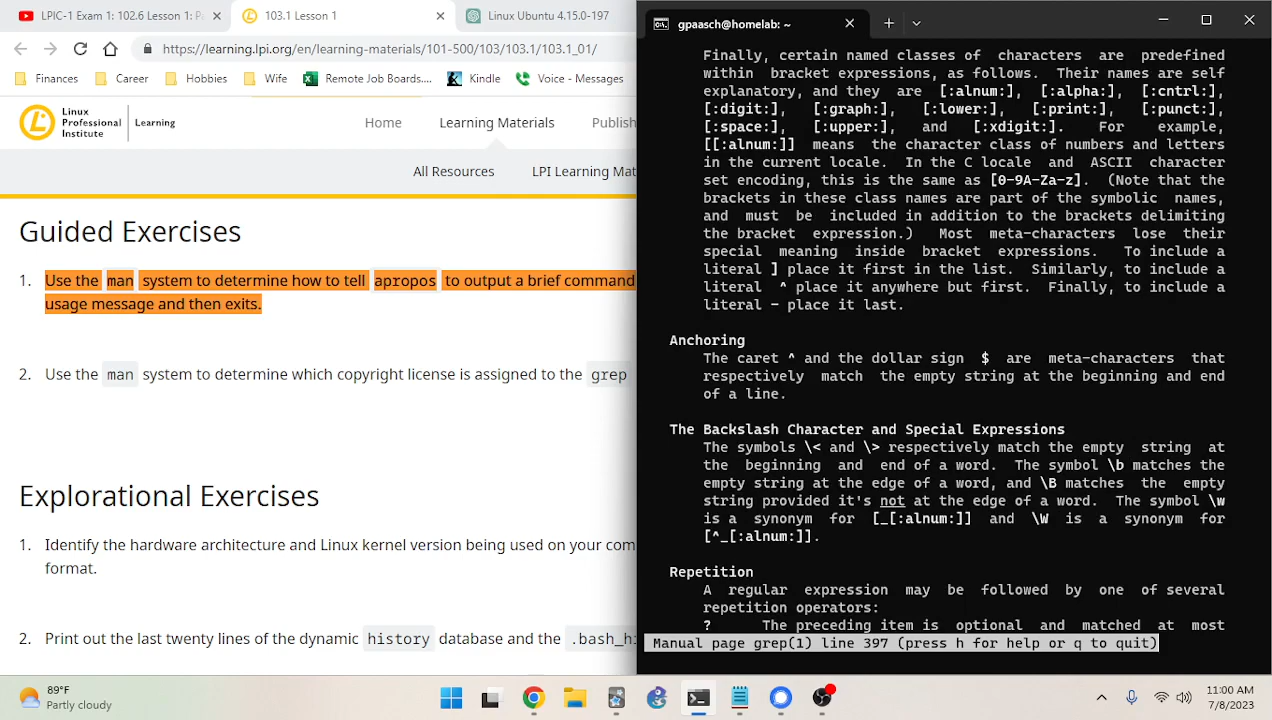 LPIC-1 Exam 1: 102.6 Lesson 1: Pa
103.1 Lesson 1
Linux Ubuntu 4.15.0-197
https://learning.lpi.org/en/learning-materials/101-500/103/103.1/103.1_01/
Finances
Career
Hobbies
Wife
Remote Job Boards....
Kindle
Voice - Messages
Linux
Professional
Institute
Learning
Home
Learning Materials
Publish
All Resources
LPI Learning Mat
Guided Exercises
1. Use the man system to determine how to tell apropos to output a brief command
usage message and then exits.
2. Use the man system to determine which copyright license is assigned to the grep
Explorational Exercises
1. Identify the hardware architecture and Linux kernel version being used on your com
format.
2. Print out the last twenty lines of the dynamic history database and the .bash_hi
gpaasch@homelab: ~
Finally, certain named classes of characters are predefined
within bracket expressions, as follows. Their names are self
explanatory, and they are [:alnum:], [:alpha:], [:cntrl:],
[:digit:], [:graph:], [:lower:], [:print:], [:punct:],
[:space:], [:upper:], and [:xdigit:]. For example,
[[:alnum:]] means the character class of numbers and letters
in the current locale. In the C locale and ASCII character
set encoding, this is the same as [0-9A-Za-z]. (Note that the
brackets in these class names are part of the symbolic names,
and must be included in addition to the brackets delimiting
the bracket expression.) Most meta-characters lose their
special meaning inside bracket expressions. To include a
literal ] place it first in the list. Similarly, to include a
literal ^ place it anywhere but first. Finally, to include a
literal - place it last.
Anchoring
The caret ^ and the dollar sign $ are meta-characters that
respectively match the empty string at the beginning and end
of a line.
The Backslash Character and Special Expressions
The symbols \< and \> respectively match the empty string at
the beginning and end of a word. The symbol \b matches the
empty string at the edge of a word, and \B matches the empty
string provided it's not at the edge of a word. The symbol \w
is a synonym for [_[:alnum:]] and \W is a synonym for
[^_[:alnum:]].
Repetition
A regular expression may be followed by one of several
repetition operators:
? The preceding item is optional and matched at most
Manual page grep(1) line 397 (press h for help or q to quit)
89°F
Partly cloudy
11:00 AM
7/8/2023